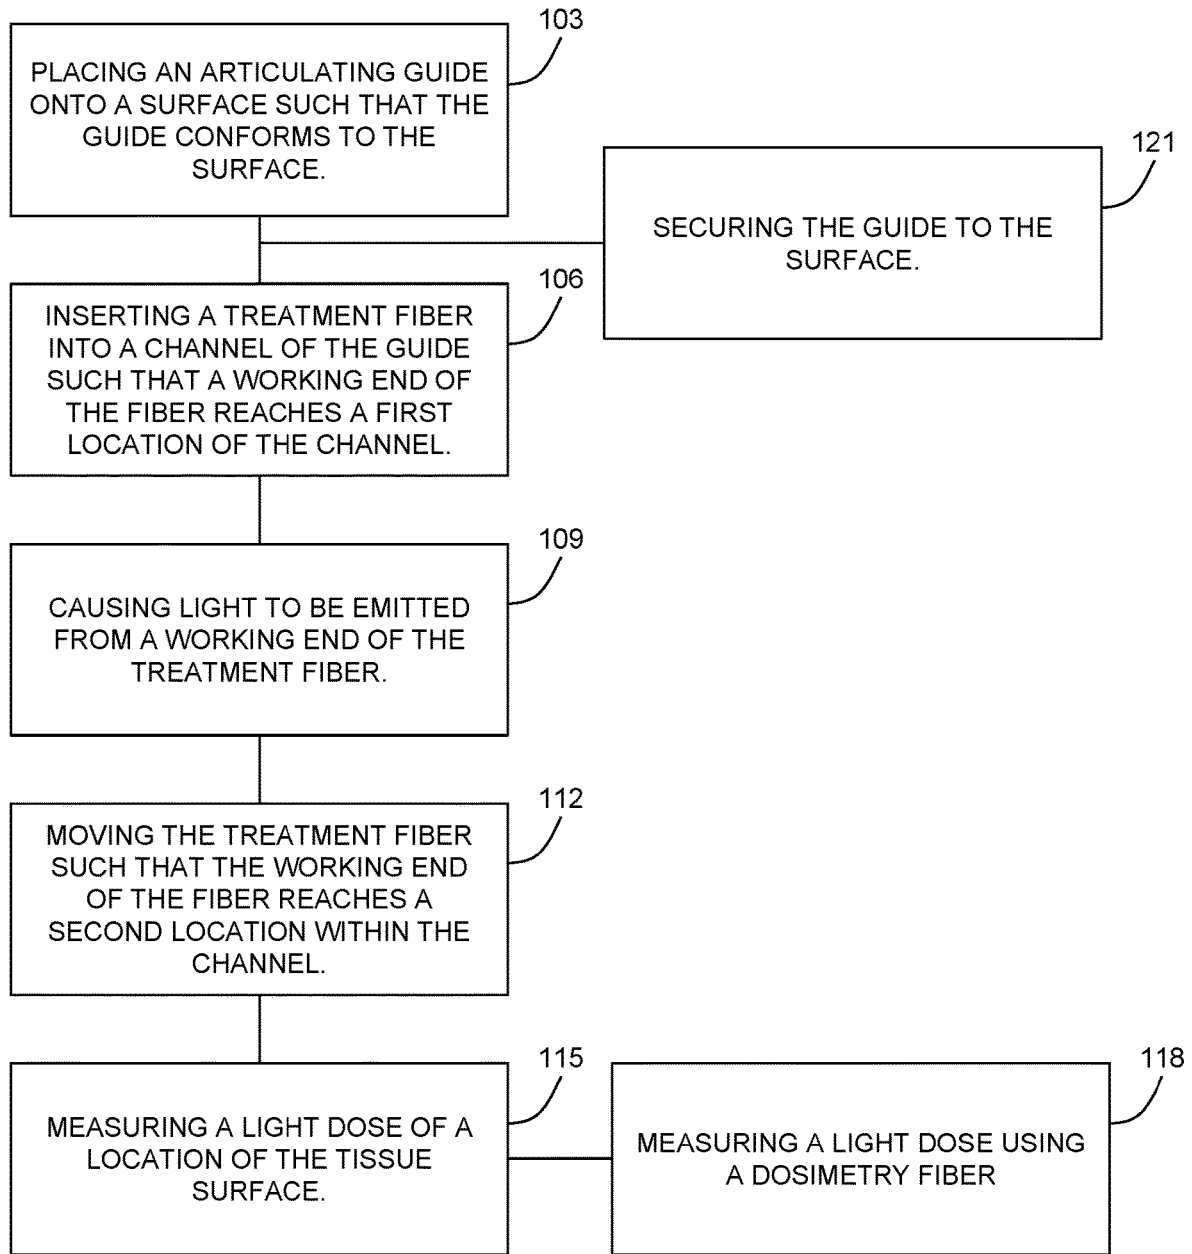 103
PLACING AN ARTICULATING GUIDE
ONTO A SURFACE SUCH THAT THE
GUIDE CONFORMS TO THE
SURFACE.
121
SECURING THE GUIDE TO THE
SURFACE.
106
INSERTING A TREATMENT FIBER
INTO A CHANNEL OF THE GUIDE
SUCH THAT A WORKING END OF
THE FIBER REACHES A FIRST
LOCATION OF THE CHANNEL.
109
CAUSING LIGHT TO BE EMITTED
FROM A WORKING END OF THE
TREATMENT FIBER.
112
MOVING THE TREATMENT FIBER
SUCH THAT THE WORKING END
OF THE FIBER REACHES A
SECOND LOCATION WITHIN THE
CHANNEL.
115
MEASURING A LIGHT DOSE OF A
LOCATION OF THE TISSUE
SURFACE.
118
MEASURING A LIGHT DOSE USING
A DOSIMETRY FIBER